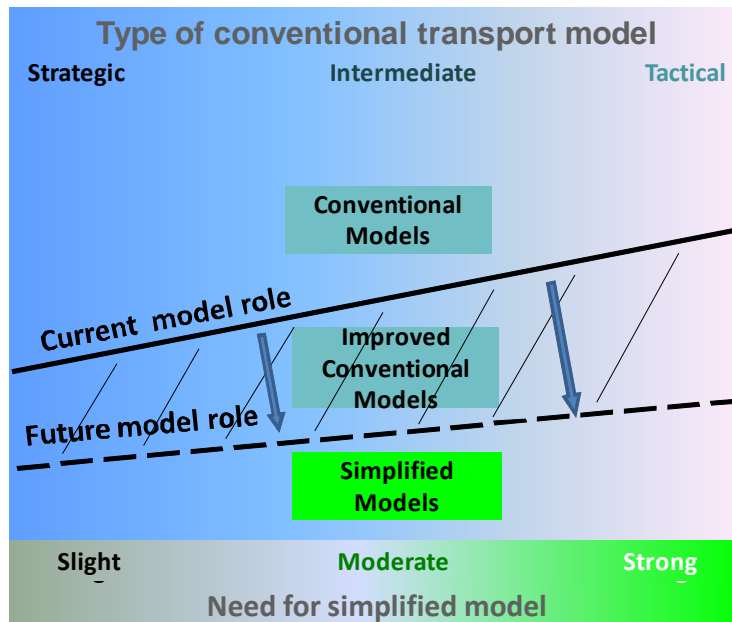 Type of conventional transport model
Strategic Intermediate Tactical
Conventional
Models
Current model role
Improved
Conventional
Models
Future model role
Simplified
Models
Slight Moderate Strong
Need for simplified model